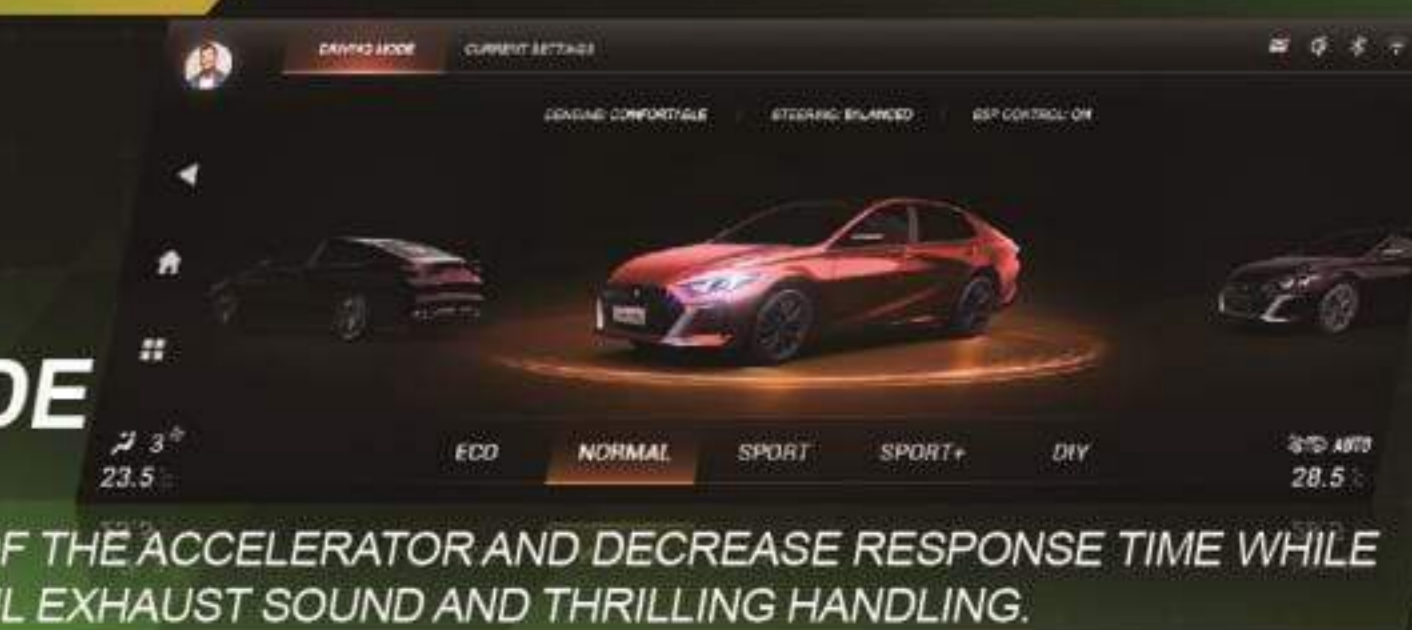 DRIVING MODE CURRENT SETTINGS
COMFORTABLE STEERING: BALANCED ESP CONTROL: ON
DE
3
23.5
ECO NORMAL SPORT SPORT+ DIY
AUTO
28.5
OF THE ACCELERATOR AND DECREASE RESPONSE TIME WHILE
L EXHAUST SOUND AND THRILLING HANDLING.